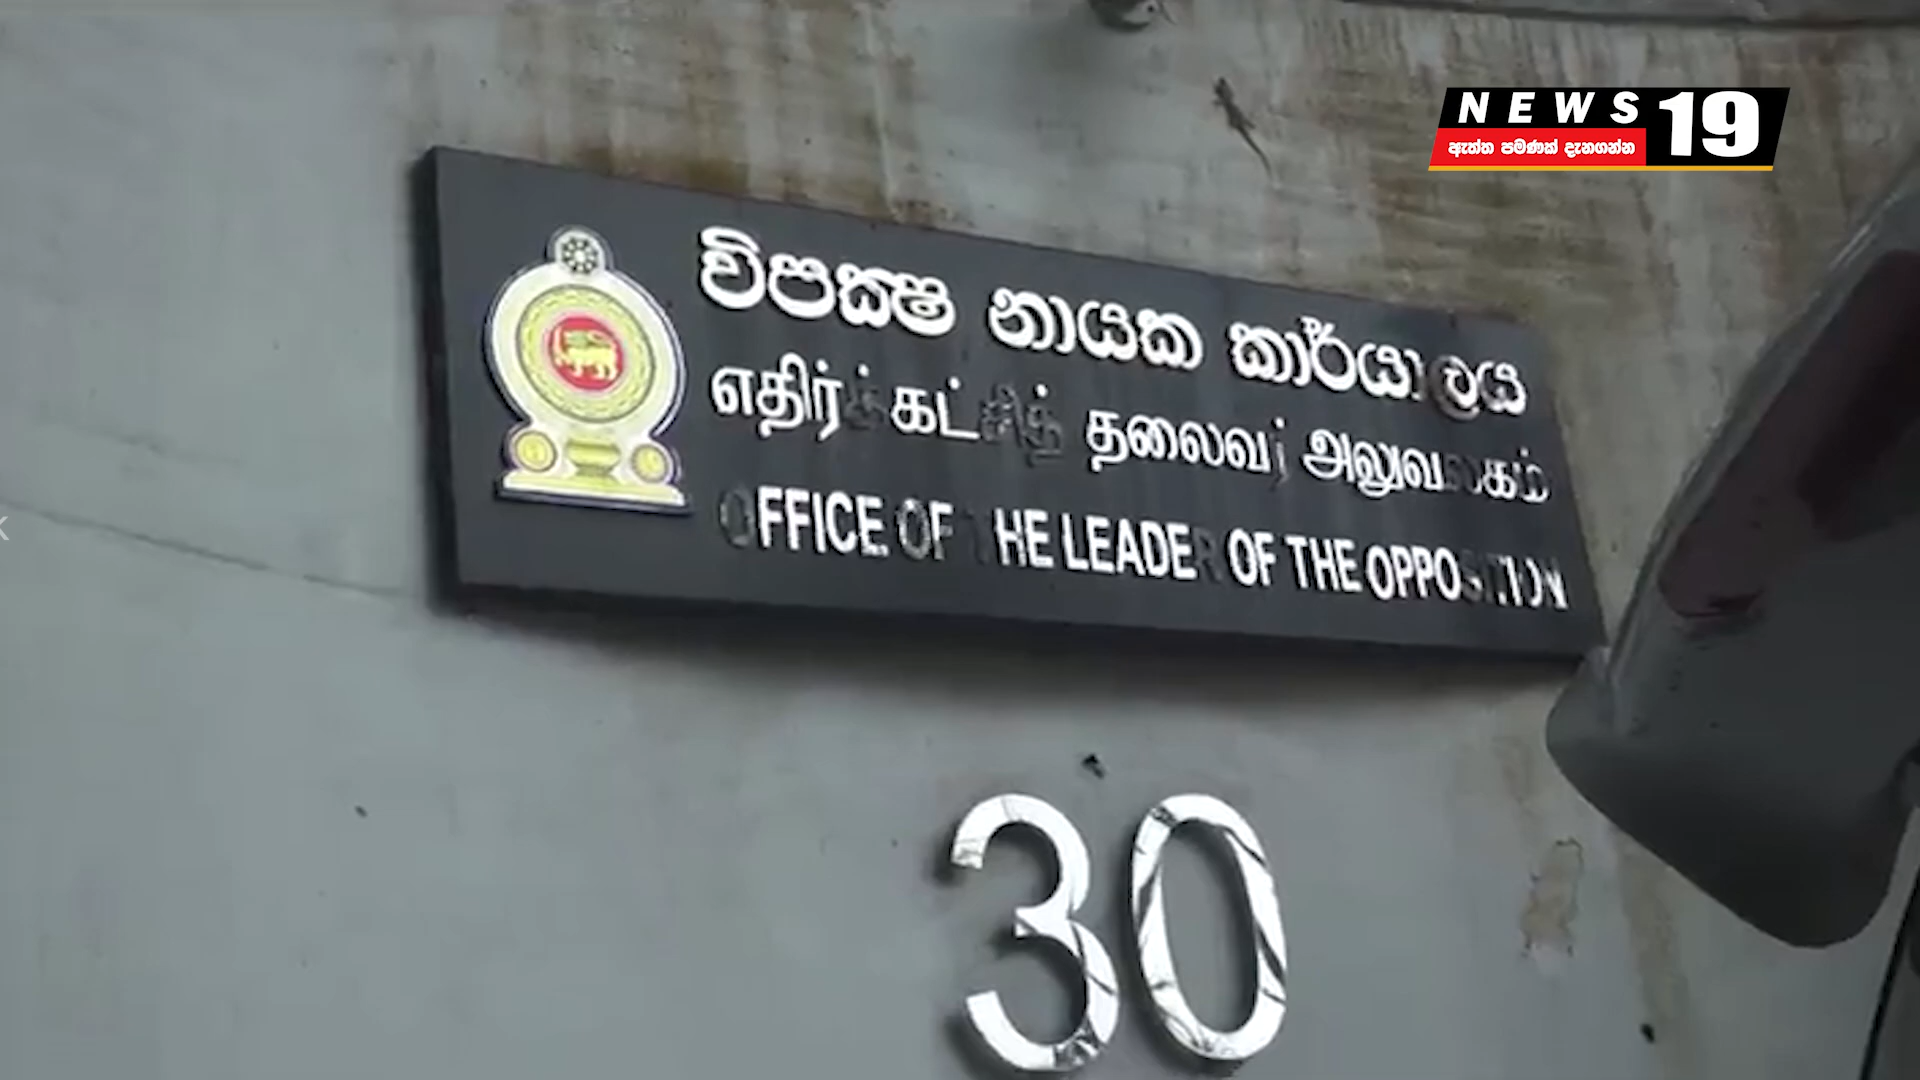 NEWS 19
ඇත්ත පමණක් දැනගන්න
විපක්ෂ නායක කාර්යාලය
எதிர்க்கட்சித் தலைவர் அலுவலகம்
OFFICE OF THE LEADER OF THE OPPOSITION
30